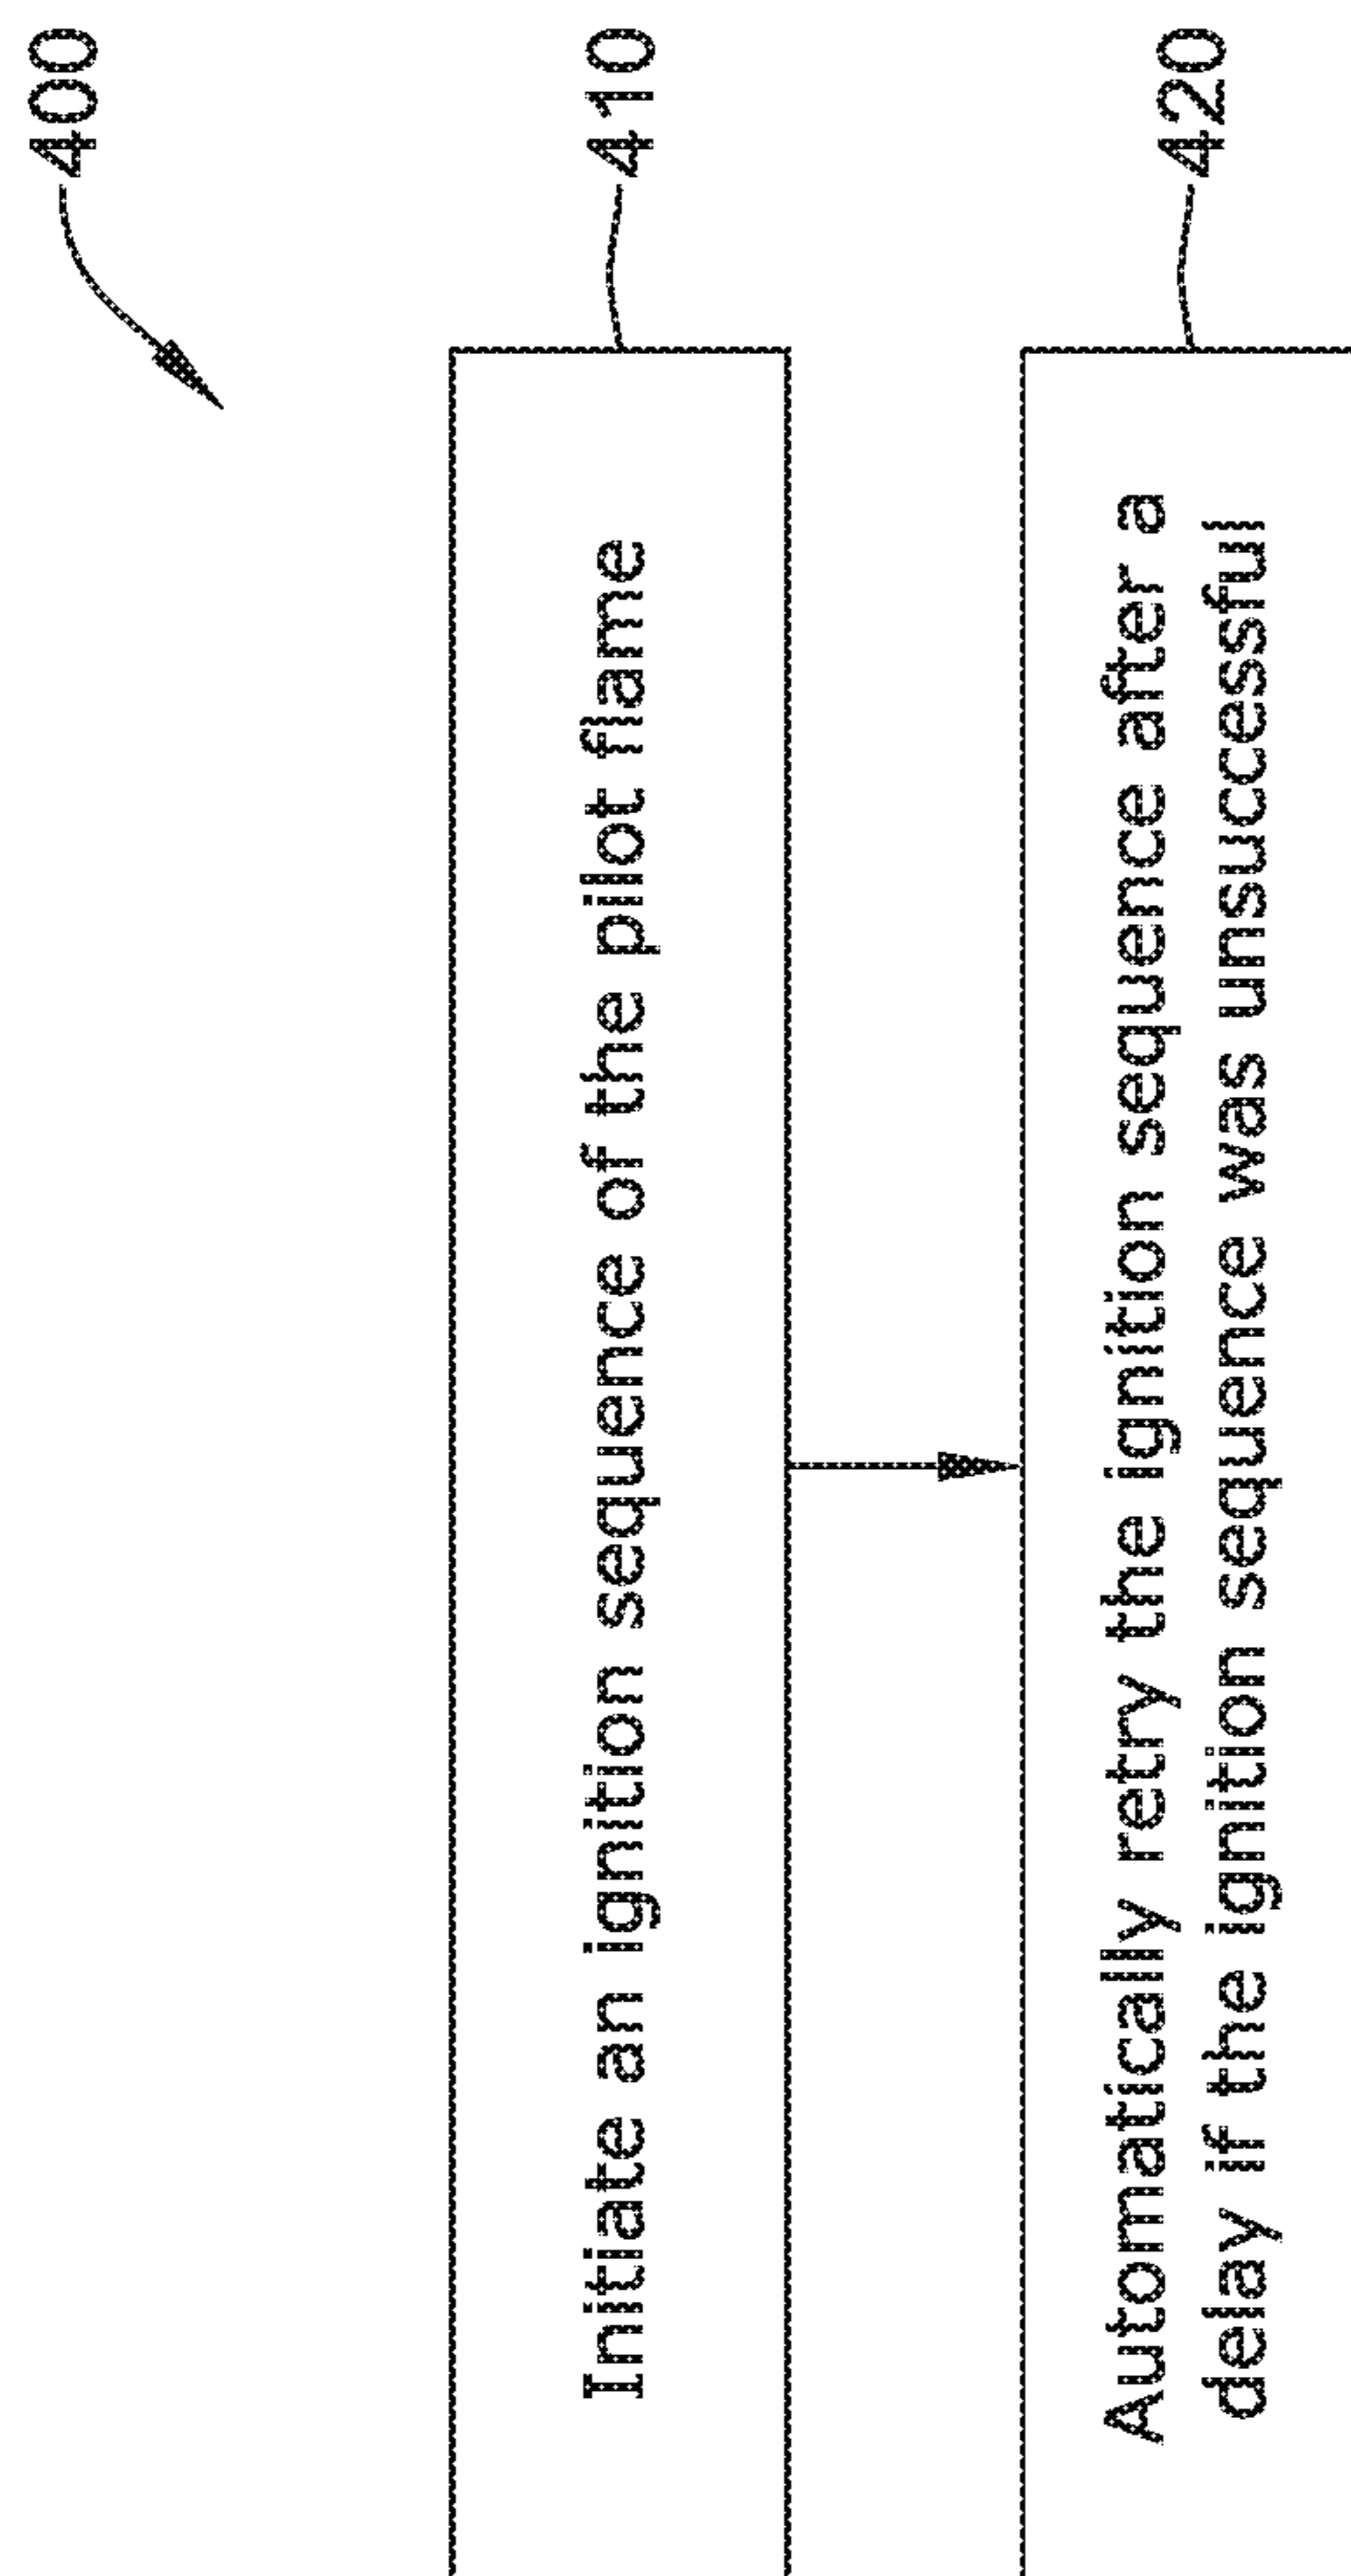 400
Initiate an ignition sequence of the pilot flame
410
Automatically retry the ignition sequence after a
delay if the ignition sequence was unsuccessful
420